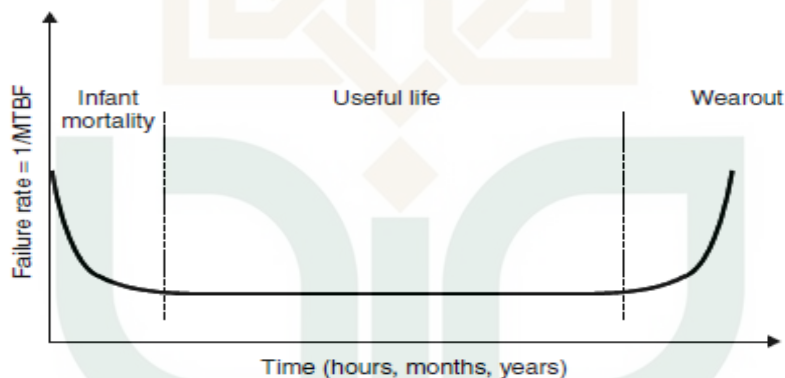 Infant
mortality
Useful life
Wearout
Failure rate = 1/MTBF
Time (hours, months, years)